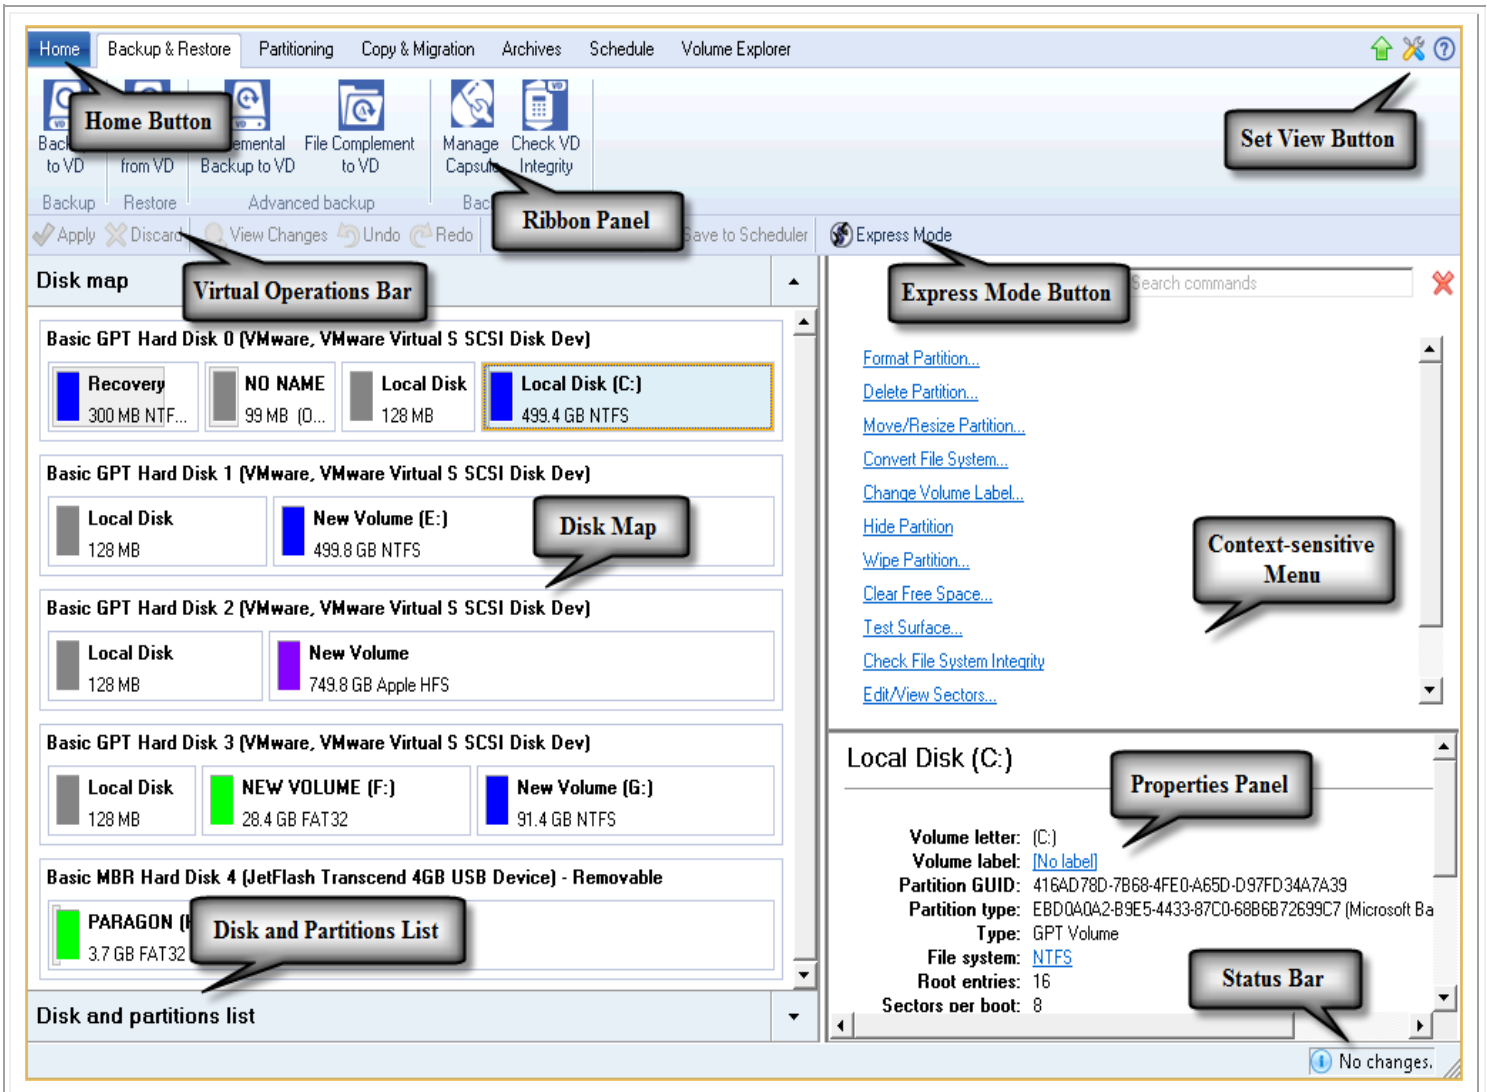 Home Backup & Restore Partitioning Copy & Migration Archives Schedule Volume Explorer
Home Button
Set View Button
to VD
from VD
Backup to VD
File Complement
to VD
Manage
Check VD
Integrity
Backup Restore Advanced backup
Ribbon Panel
Apply Discard View Changes Undo Redo Save to Scheduler Express Mode
Virtual Operations Bar
Express Mode Button
Disk map
Search commands
Basic GPT Hard Disk 0 (VMware, VMware Virtual S SCSI Disk Dev)
Recovery
300 MB NTF...
NO NAME
99 MB (O...
Local Disk
128 MB
Local Disk (C:)
499.4 GB NTFS
Basic GPT Hard Disk 1 (VMware, VMware Virtual S SCSI Disk Dev)
Local Disk
128 MB
New Volume (E:)
499.8 GB NTFS
Disk Map
Basic GPT Hard Disk 2 (VMware, VMware Virtual S SCSI Disk Dev)
Local Disk
128 MB
New Volume
749.8 GB Apple HFS
Basic GPT Hard Disk 3 (VMware, VMware Virtual S SCSI Disk Dev)
Local Disk
128 MB
NEW VOLUME (F:)
28.4 GB FAT32
New Volume (G:)
91.4 GB NTFS
Basic MBR Hard Disk 4 (JetFlash Transcend 4GB USB Device) - Removable
PARAGON
3.7 GB FAT32
Disk and Partitions List
Disk and partitions list
Format Partition...
Delete Partition...
Move/Resize Partition...
Convert File System...
Change Volume Label...
Hide Partition
Wipe Partition...
Clear Free Space...
Test Surface...
Check File System Integrity
Edit/View Sectors...
Context-sensitive
Menu
Local Disk (C:)
Properties Panel
Volume letter: (C:)
Volume label: [No label]
Partition GUID: 416AD78D-7B68-4FE0-A65D-D97FD34A7A39
Partition type: EBD0A0A2-B9E5-4433-87C0-68B6B72699C7 (Microsoft Ba
Type: GPT Volume
File system: NTFS
Root entries: 16
Sectors per boot: 8
Status Bar
No changes.